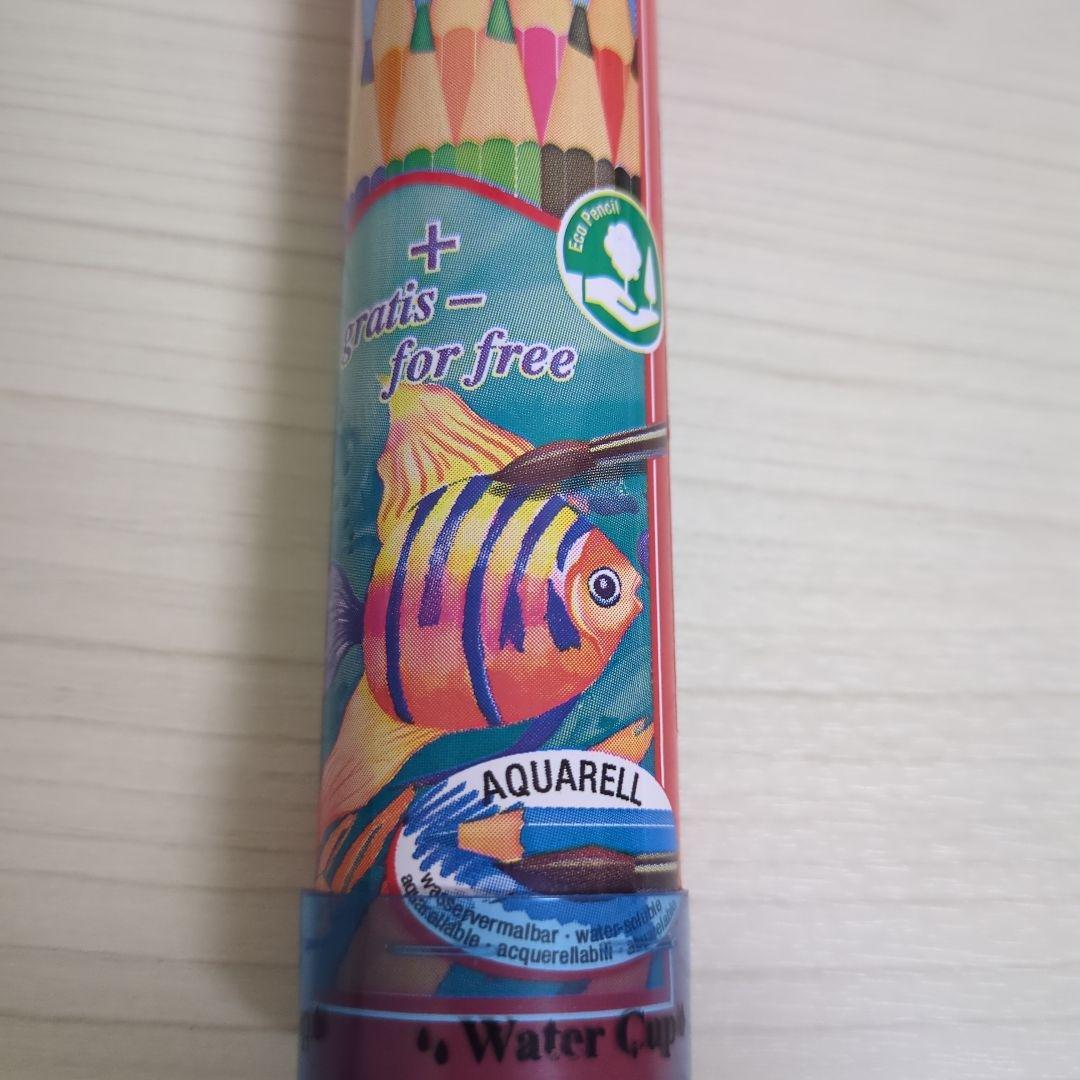 Eco Pencil
+
gratis –
for free
AQUARELL
wasservermalbar · water-soluble
aquarellable · acquerellabili ·
Water Cup